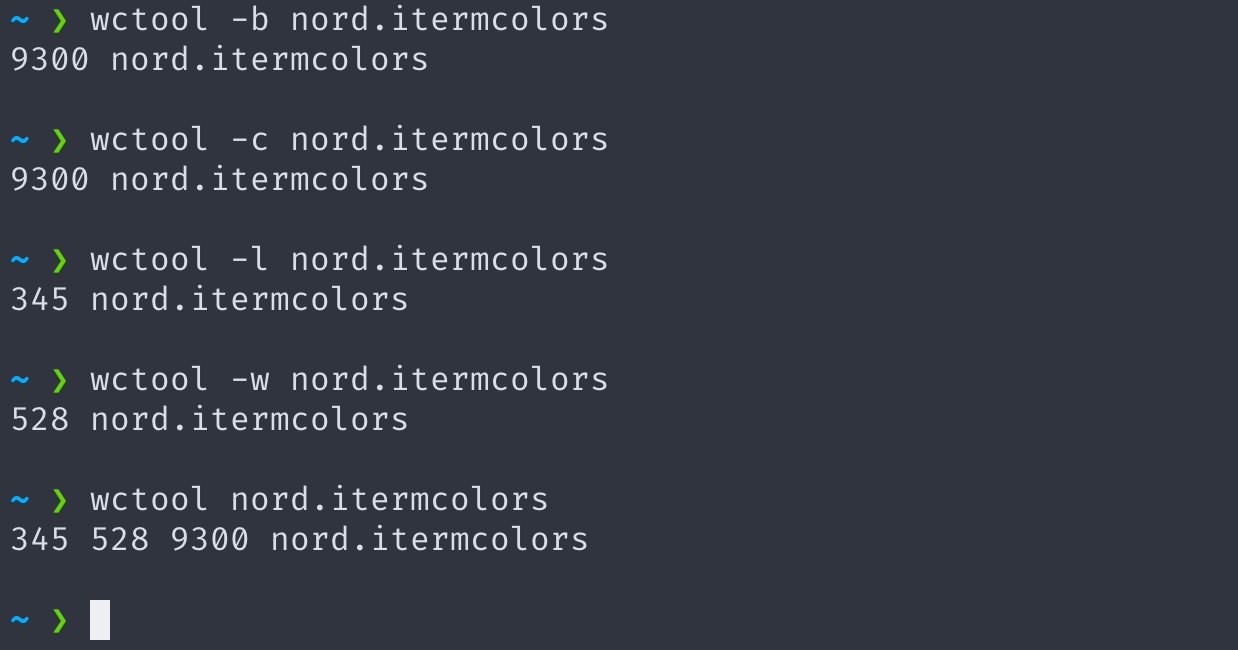 ~ ❯ wctool -b nord.itermcolors
9300 nord.itermcolors
~ ❯ wctool -c nord.itermcolors
9300 nord.itermcolors
~ ❯ wctool -l nord.itermcolors
345 nord.itermcolors
~ ❯ wctool -w nord.itermcolors
528 nord.itermcolors
~ ❯ wctool nord.itermcolors
345 528 9300 nord.itermcolors
~ ❯